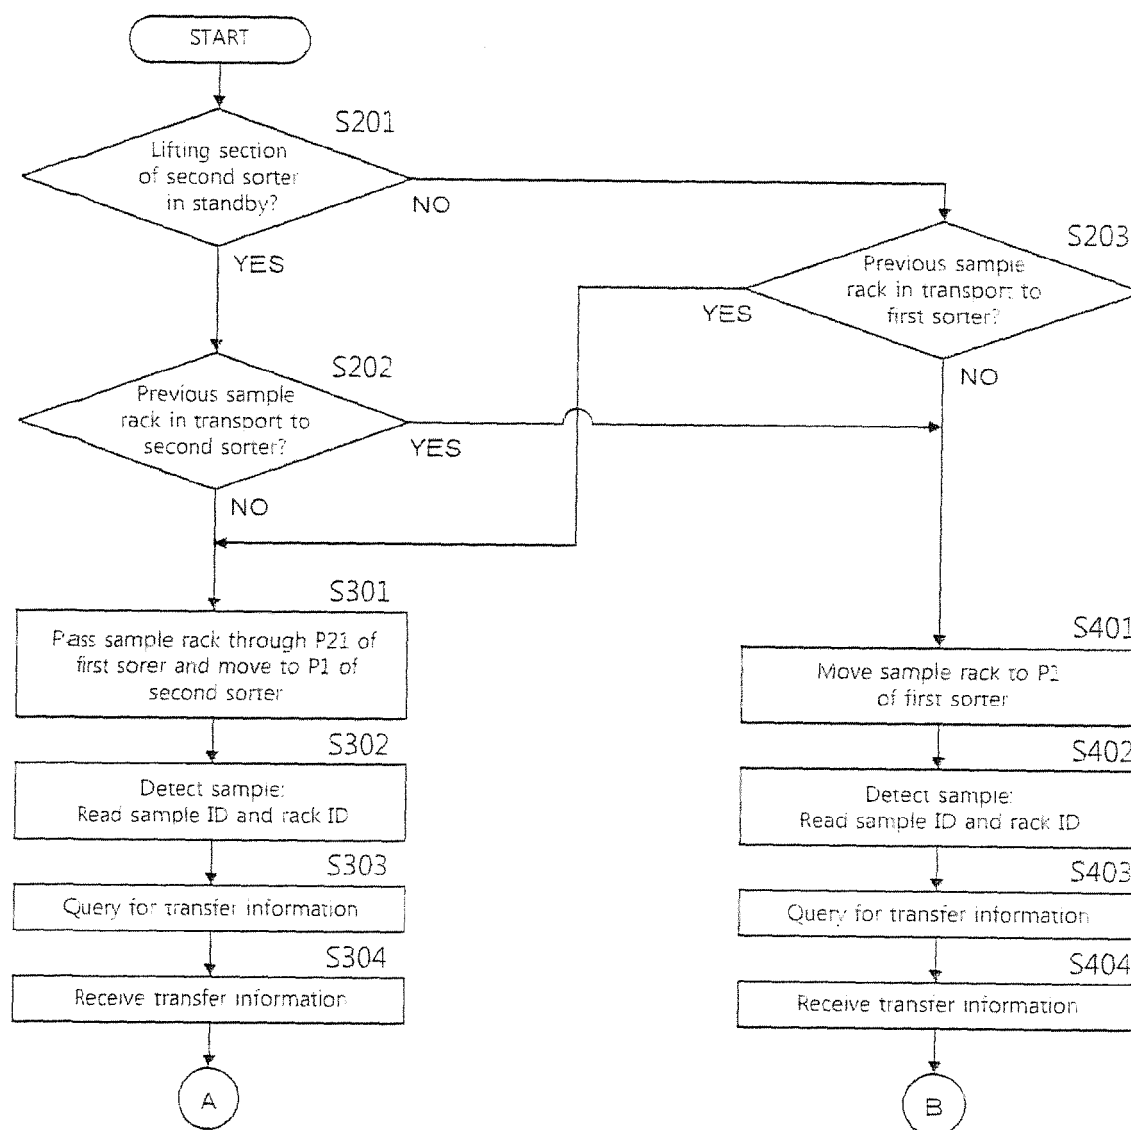 START
S201
Lifting section
of second sorter
in standby?
NO
YES
S203
Previous sample
rack in transport to
first sorter?
YES
NO
S202
Previous sample
rack in transport to
second sorter?
YES
NO
S301
Pass sample rack through P21 of
first sorer and move to P1 of
second sorter
S401
Move sample rack to P1
of first sorter
S302
Detect sample:
Read sample ID and rack ID
S402
Detect sample:
Read sample ID and rack ID
S303
Query for transfer information
S403
Query for transfer information
S304
Receive transfer information
S404
Receive transfer information
A
B